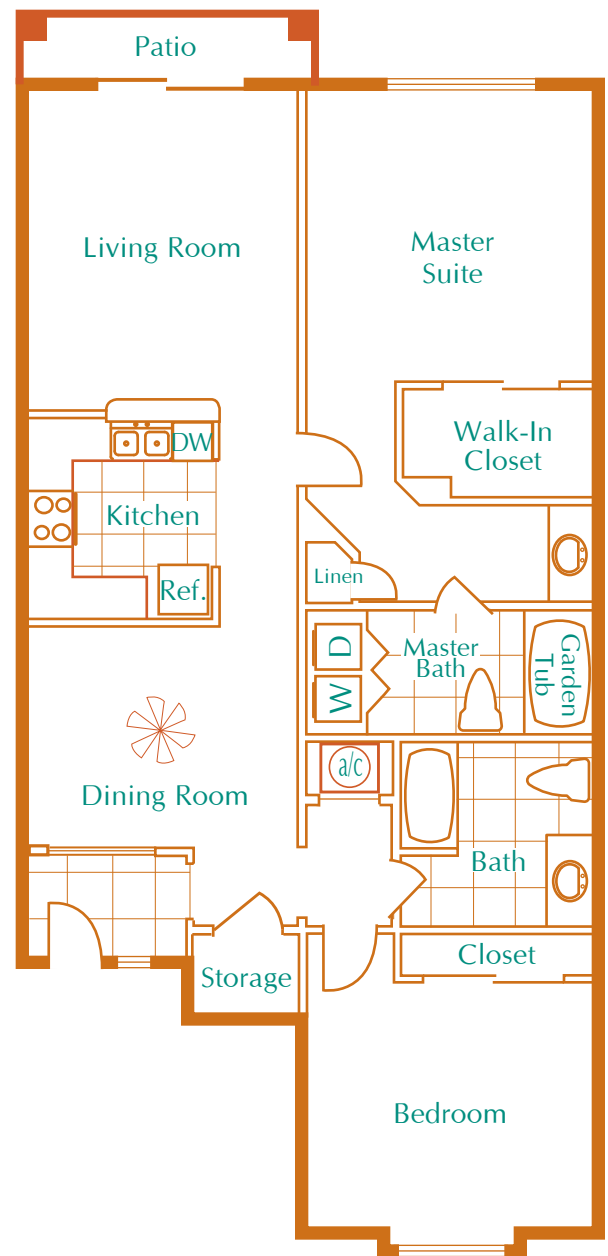 Patio
Living Room
Master
Suite
Walk-In
Closet
DW
Kitchen
Ref.
Linen
D
W
Master
Bath
Garden
Tub
a/c
Dining Room
Bath
Closet
Storage
Bedroom